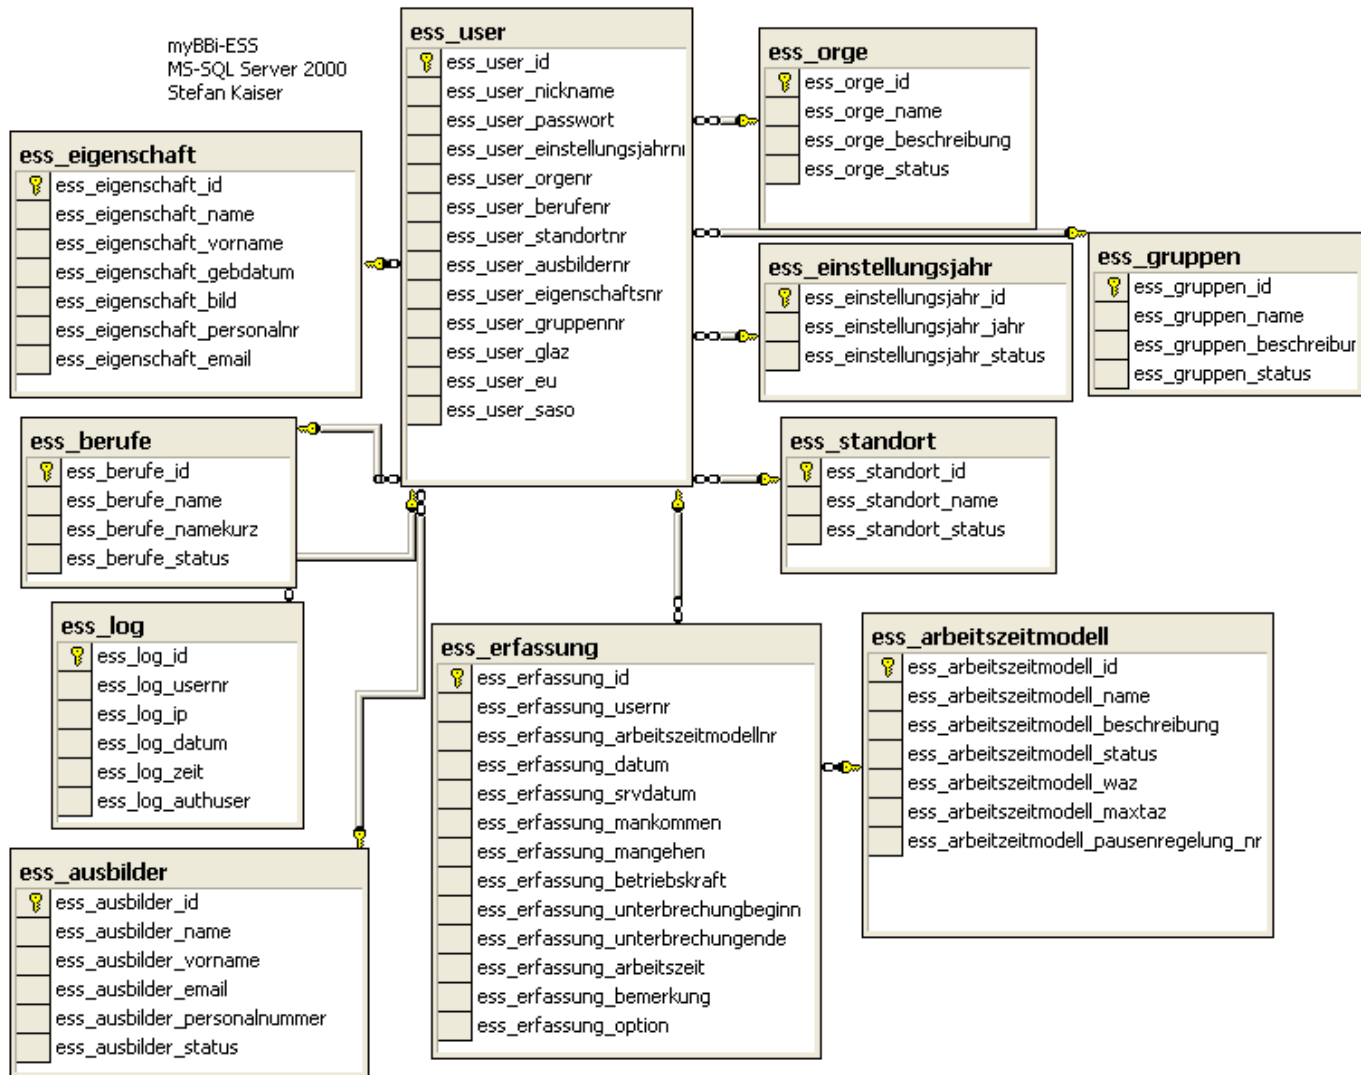 myBBi-ESS
MS-SQL Server 2000
Stefan Kaiser
ess_user
ess_user_id
ess_user_nickname
ess_user_passwort
ess_user_einstellungsjahrnr
ess_user_orgenr
ess_user_berufenr
ess_user_standortnr
ess_user_ausbildernr
ess_user_eigenschaftsnr
ess_user_gruppennr
ess_user_glaz
ess_user_eu
ess_user_saso
ess_orge
ess_orge_id
ess_orge_name
ess_orge_beschreibung
ess_orge_status
ess_eigenschaft
ess_eigenschaft_id
ess_eigenschaft_name
ess_eigenschaft_vorname
ess_eigenschaft_gebdatum
ess_eigenschaft_bild
ess_eigenschaft_personalnr
ess_eigenschaft_email
ess_einstellungsjahr
ess_einstellungsjahr_id
ess_einstellungsjahr_jahr
ess_einstellungsjahr_status
ess_gruppen
ess_gruppen_id
ess_gruppen_name
ess_gruppen_beschreibur
ess_gruppen_status
ess_berufe
ess_berufe_id
ess_berufe_name
ess_berufe_namekurz
ess_berufe_status
ess_standort
ess_standort_id
ess_standort_name
ess_standort_status
ess_log
ess_log_id
ess_log_usernr
ess_log_ip
ess_log_datum
ess_log_zeit
ess_log_authuser
ess_erfassung
ess_erfassung_id
ess_erfassung_usernr
ess_erfassung_arbeitszeitmodellnr
ess_erfassung_datum
ess_erfassung_srvdatum
ess_erfassung_mankommen
ess_erfassung_mangehen
ess_erfassung_betriebskraft
ess_erfassung_unterbrechungbeginn
ess_erfassung_unterbrechungende
ess_erfassung_arbeitszeit
ess_erfassung_bemerkung
ess_erfassung_option
ess_arbeitszeitmodell
ess_arbeitszeitmodell_id
ess_arbeitszeitmodell_name
ess_arbeitszeitmodell_beschreibung
ess_arbeitszeitmodell_status
ess_arbeitszeitmodell_waz
ess_arbeitszeitmodell_maxtaz
ess_arbeitzeitmodell_pausenregelung_nr
ess_ausbilder
ess_ausbilder_id
ess_ausbilder_name
ess_ausbilder_vorname
ess_ausbilder_email
ess_ausbilder_personalnummer
ess_ausbilder_status